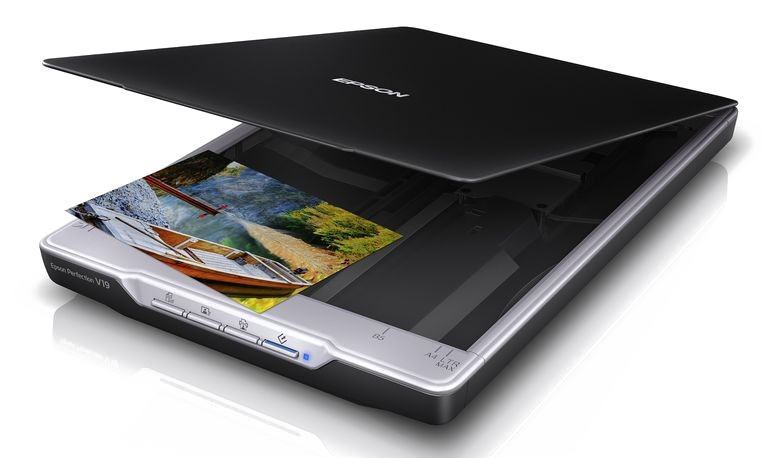 EPSON
Epson Perfection V19
B5
A4 LTR
MAX